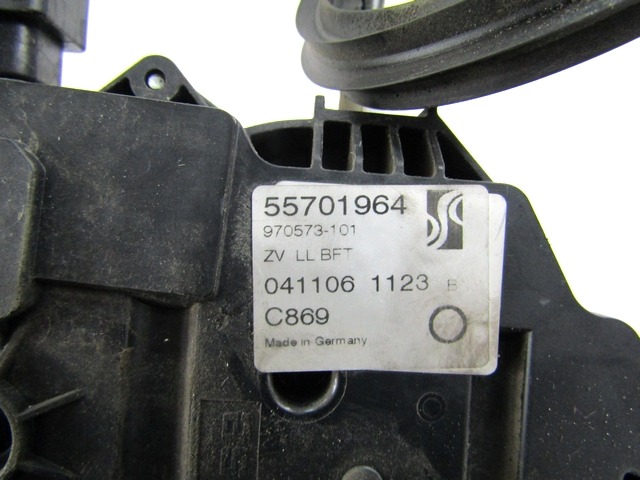 55701964
970573-101
ZV LL BFT
041106 1123 B
C869
Made in Germany